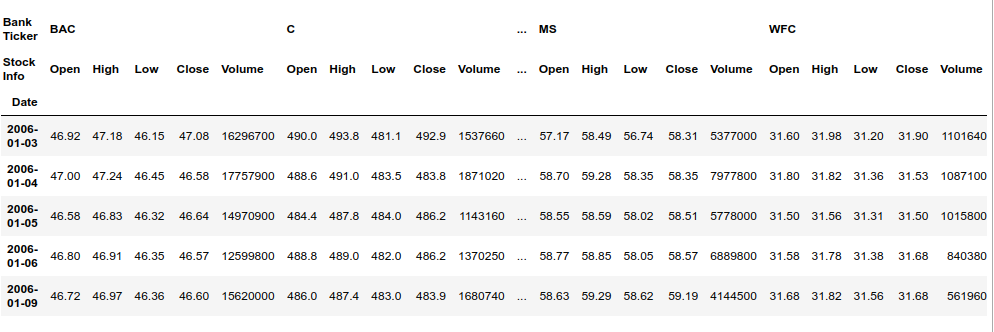 Bank Ticker BAC C ... MS WFC
Stock Info Open High Low Close Volume Open High Low Close Volume ... Open High Low Close Volume Open High Low Close Volume
Date
2006-01-03 46.92 47.18 46.15 47.08 16296700 490.0 493.8 481.1 492.9 1537660 ... 57.17 58.49 56.74 58.31 5377000 31.60 31.98 31.20 31.90 1101640
2006-01-04 47.00 47.24 46.45 46.58 17757900 488.6 491.0 483.5 483.8 1871020 ... 58.70 59.28 58.35 58.35 7977800 31.80 31.82 31.36 31.53 1087100
2006-01-05 46.58 46.83 46.32 46.64 14970900 484.4 487.8 484.0 486.2 1143160 ... 58.55 58.59 58.02 58.51 5778000 31.50 31.56 31.31 31.50 1015800
2006-01-06 46.80 46.91 46.35 46.57 12599800 488.8 489.0 482.0 486.2 1370250 ... 58.77 58.85 58.05 58.57 6889800 31.58 31.78 31.38 31.68 840380
2006-01-09 46.72 46.97 46.36 46.60 15620000 486.0 487.4 483.0 483.9 1680740 ... 58.63 59.29 58.62 59.19 4144500 31.68 31.82 31.56 31.68 561960